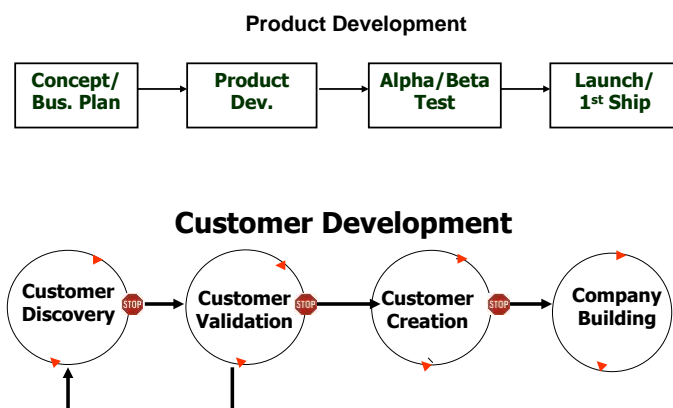 Product Development
Concept/
Bus. Plan
Product
Dev.
Alpha/Beta
Test
Launch/
1st Ship
Customer Development
Customer
Discovery
STOP
Customer
Validation
STOP
Customer
Creation
STOP
Company
Building